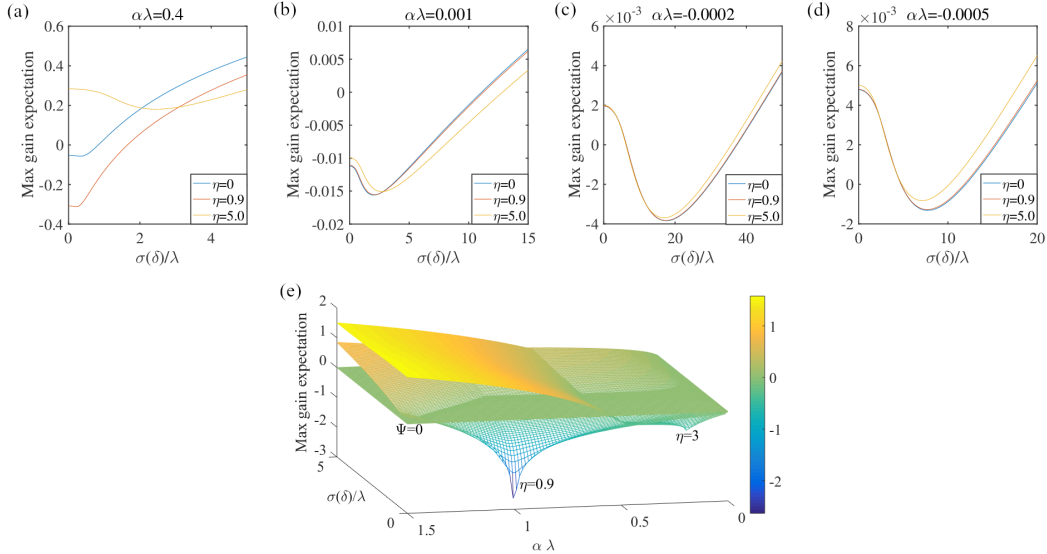 (a)
αλ=0.4
Max gain expectation
0.6
0.4
0.2
0
-0.2
-0.4
0
2
4
σ(δ)/λ
η=0
η=0.9
η=5.0
(b)
αλ=0.001
Max gain expectation
0.01
0.005
0
-0.005
-0.01
-0.015
-0.02
0
5
10
15
σ(δ)/λ
η=0
η=0.9
η=5.0
(c)
αλ=-0.0002
×10⁻³
Max gain expectation
6
4
2
0
-2
-4
0
20
40
σ(δ)/λ
η=0
η=0.9
η=5.0
(d)
αλ=-0.0005
×10⁻³
Max gain expectation
8
6
4
2
0
-2
0
5
10
15
20
σ(δ)/λ
η=0
η=0.9
η=5.0
(e)
Max gain expectation
2
1
0
-1
-2
-3
5
σ(δ)/λ
0
1.5
1
0.5
0
α λ
Ψ=0
η=0.9
η=3
1
0
-1
-2